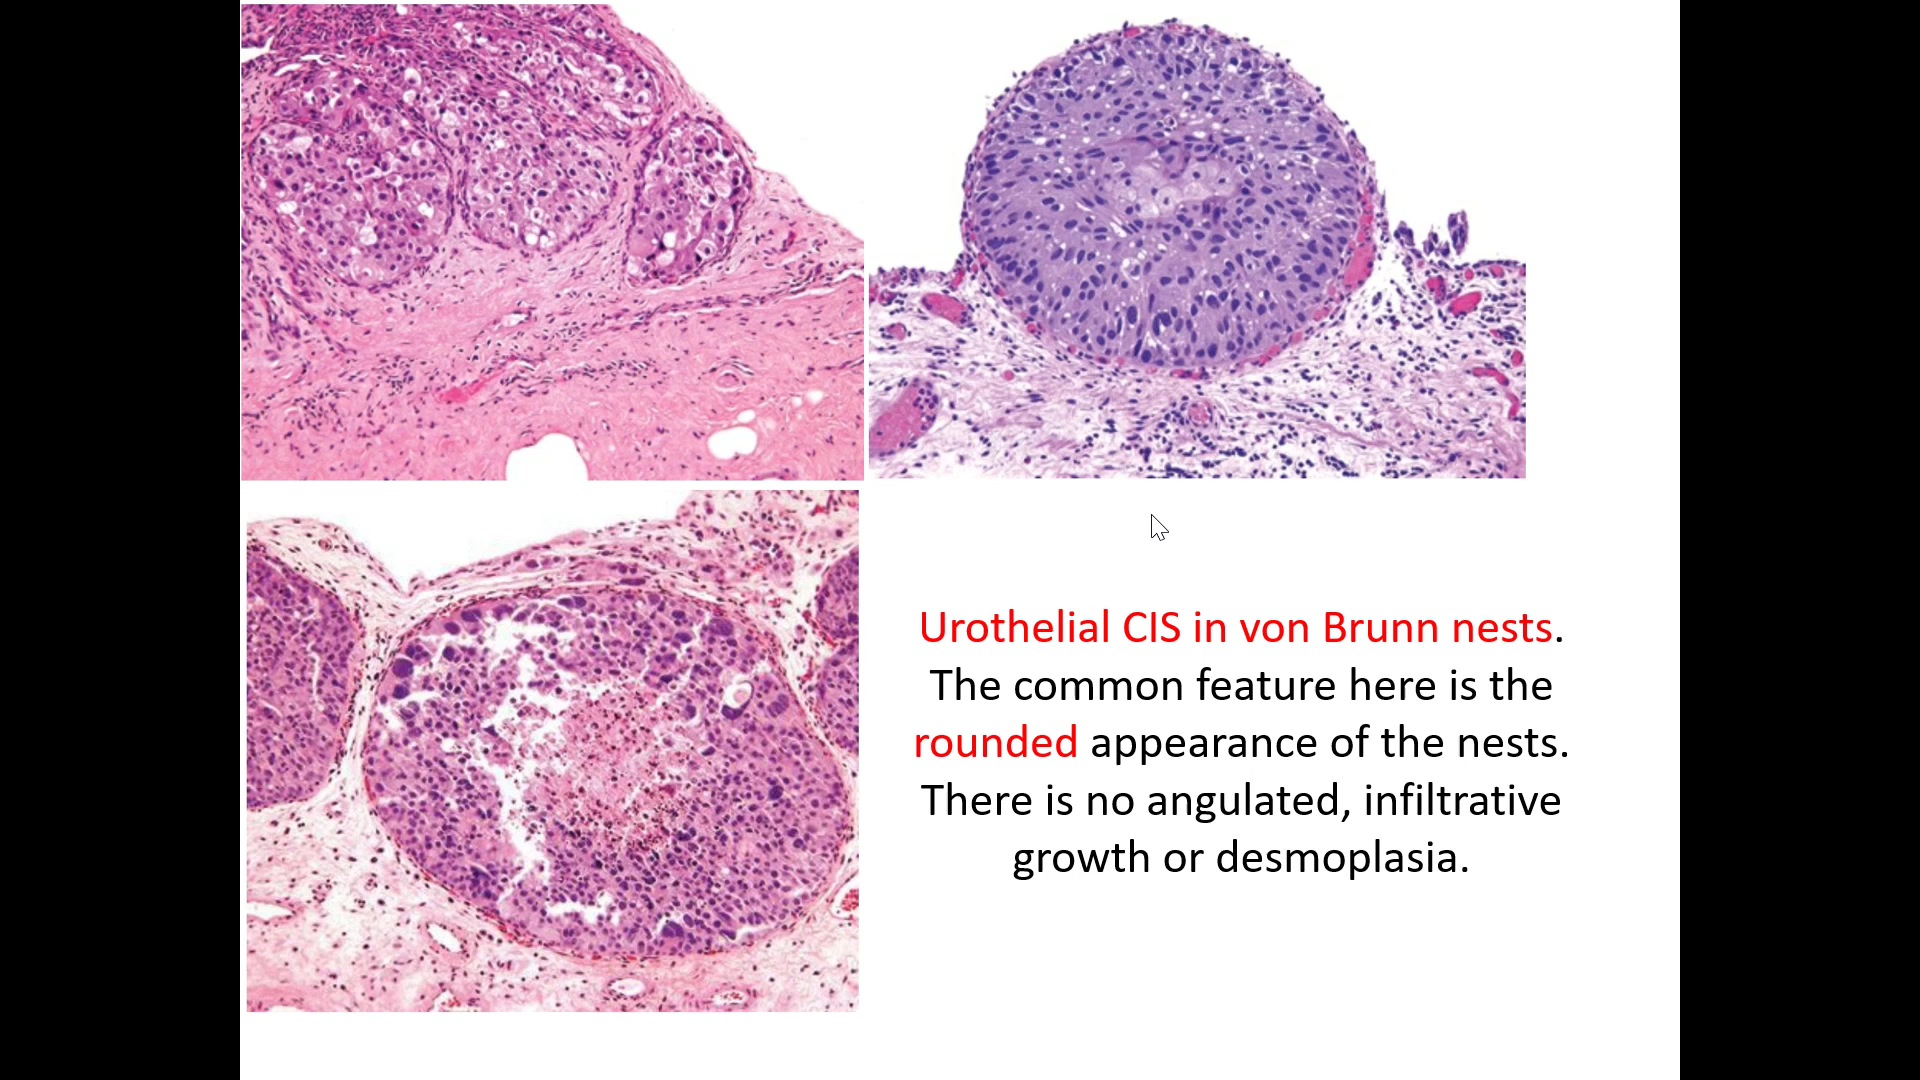 Urothelial CIS in von Brunn nests.
The common feature here is the
rounded appearance of the nests.
There is no angulated, infiltrative
growth or desmoplasia.